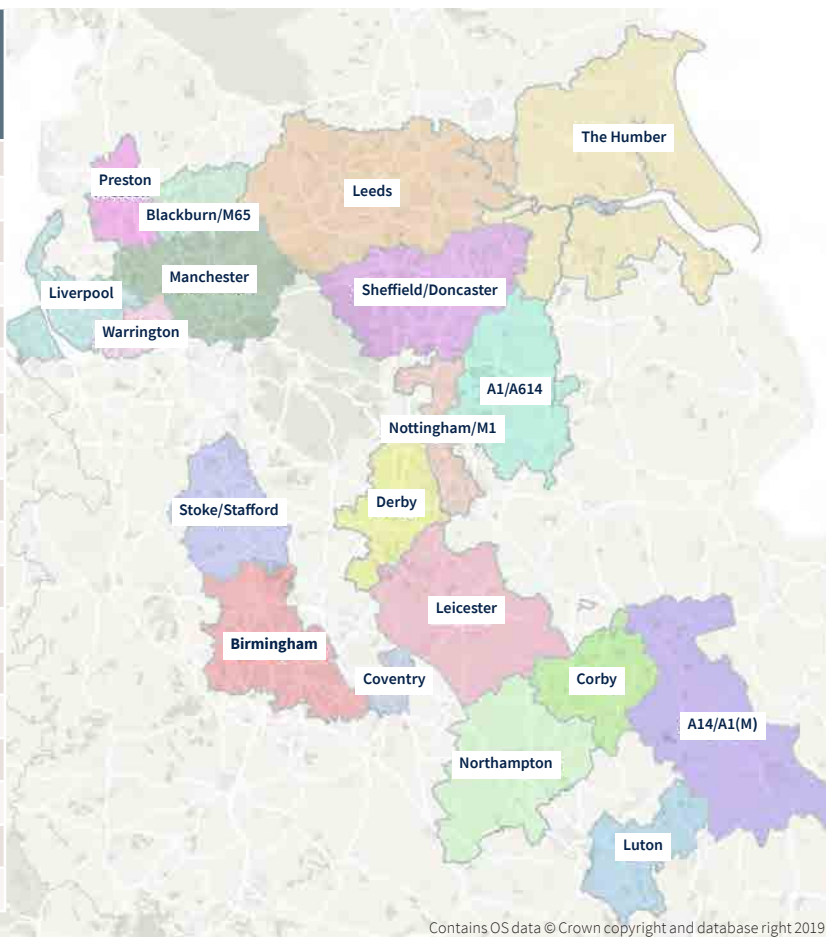 The Humber
Preston
Leeds
Blackburn/M65
Manchester
Sheffield/Doncaster
Liverpool
Warrington
A1/A614
Nottingham/M1
Derby
Stoke/Stafford
Leicester
Birmingham
Coventry
Corby
A14/A1(M)
Northampton
Luton
Contains OS data © Crown copyright and database right 2019